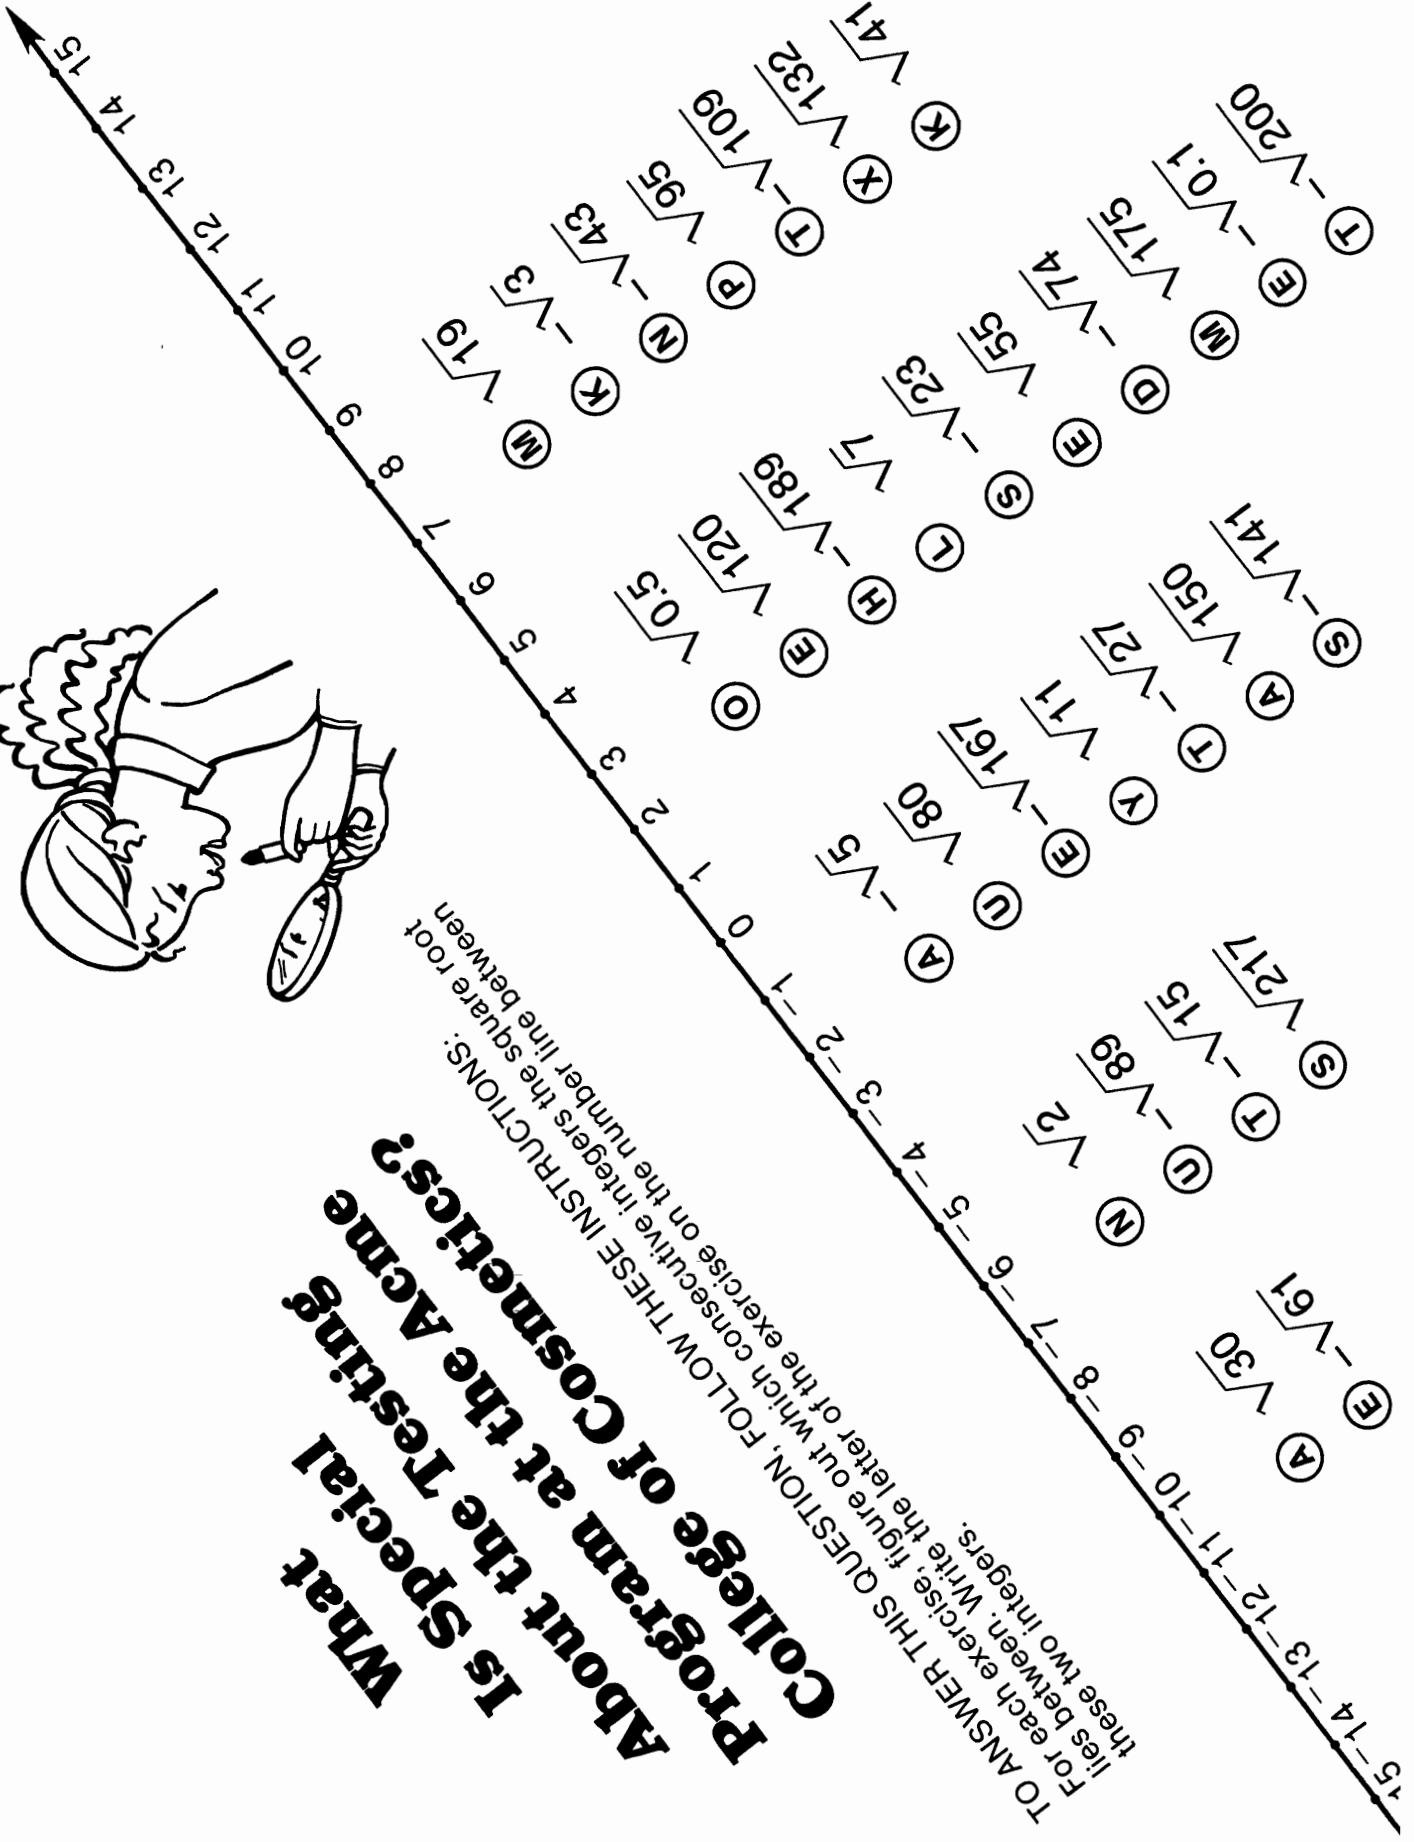 What
Is Special
About the Testing
Program at the Acme
College of Cosmetics?
TO ANSWER THIS QUESTION, FOLLOW THESE INSTRUCTIONS:
For each exercise, figure out which consecutive integers the square root
lies between. Write the letter of the exercise on the number line between
these two integers.
−15 −14 −13 −12 −11 −10 −9 −8 −7 −6 −5 −4 −3 −2 −1 0 1 2 3 4 5 6 7 8 9 10 11 12 13 14 15
A √30 N √2 A −√5 O √0.5 M √19
E −√61 U −√89 U √80 E √120 K −√3
T −√15 E −√167 H −√189 N −√43
S √217 Y √11 L √7 P √95
T −√27 S −√23 T −√109
A √150 E √55 X √132
S −√141 D −√74 K √41
M √175
E −√0.1
T −√200